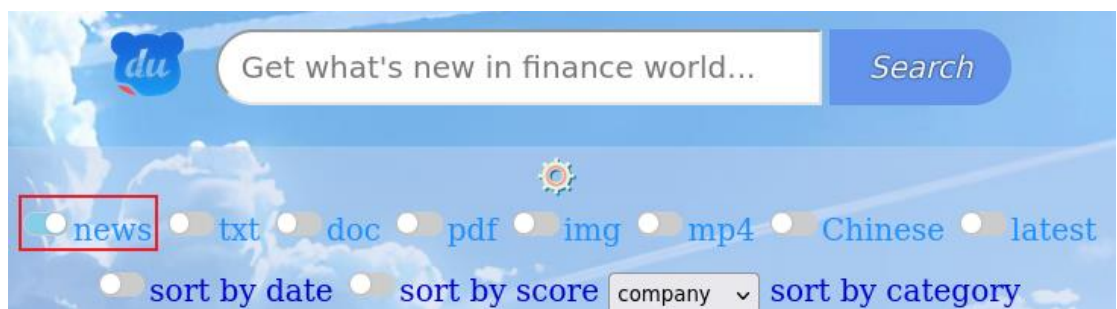 du Get what's new in finance world... Search
news txt doc pdf img mp4 Chinese latest
sort by date sort by score company sort by category